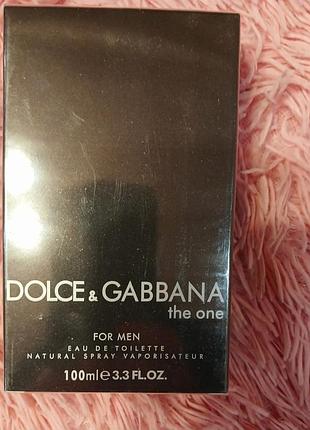 DOLCE & GABBANA
the one
FOR MEN
EAU DE TOILETTE
NATURAL SPRAY VAPORISATEUR
100ml e 3.3 FL.OZ.